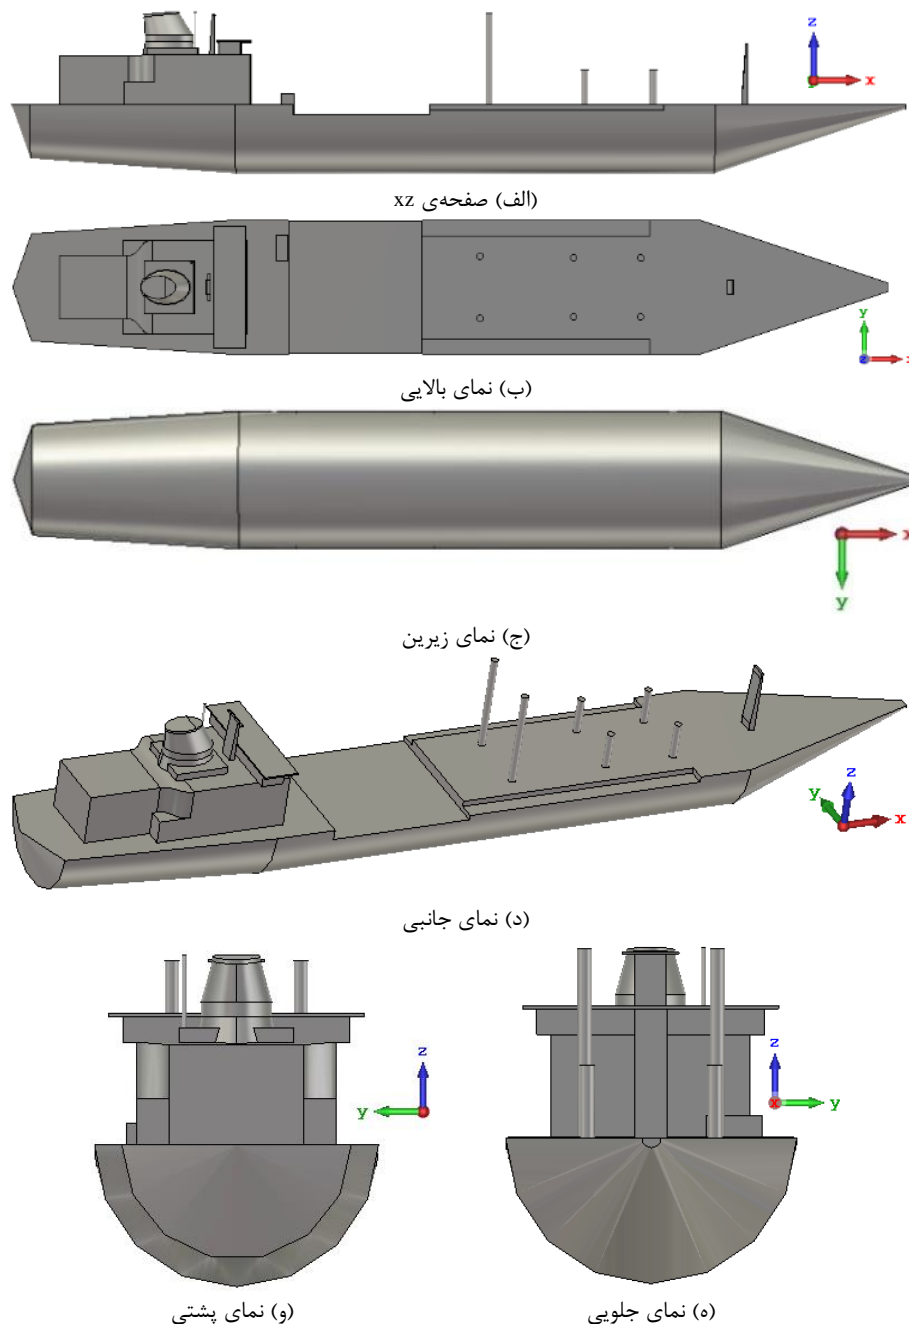 z
x
(الف) صفحه‌ی xz
y
z
(ب) نمای بالایی
x
y
(ج) نمای زیرین
z
y
x
(د) نمای جانبی
z
y
z
x
y
(و) نمای پشتی
(ه) نمای جلویی